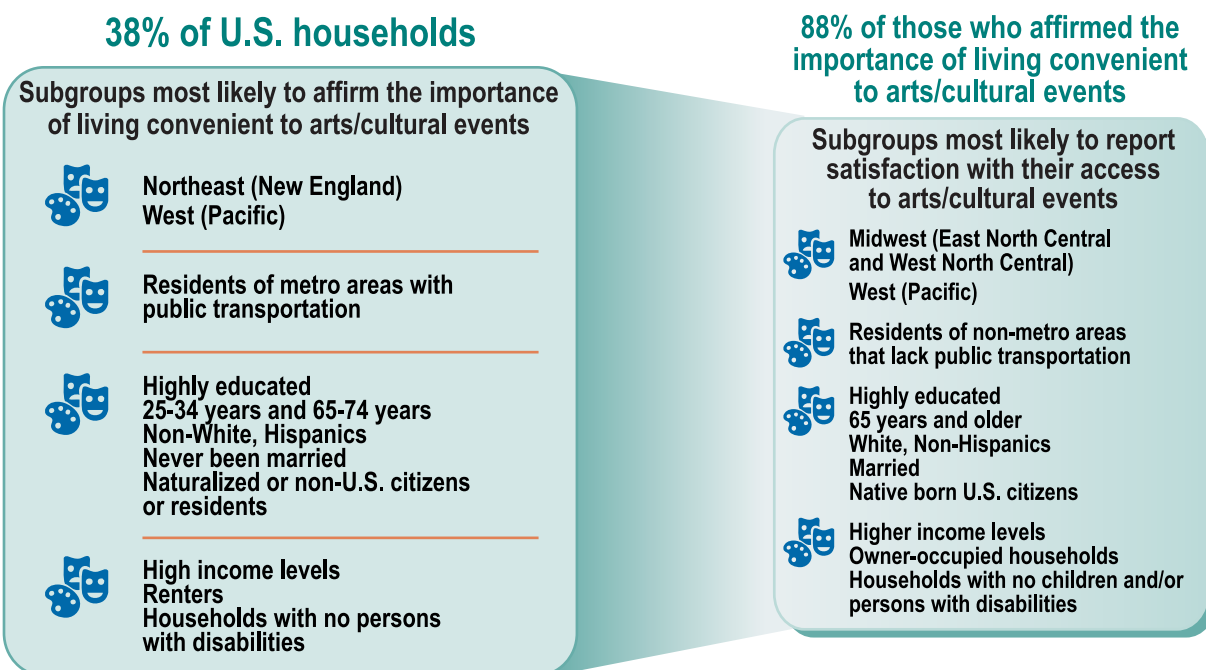 38% of U.S. households
Subgroups most likely to affirm the importance
of living convenient to arts/cultural events
Northeast (New England)
West (Pacific)
Residents of metro areas with
public transportation
Highly educated
25-34 years and 65-74 years
Non-White, Hispanics
Never been married
Naturalized or non-U.S. citizens
or residents
High income levels
Renters
Households with no persons
with disabilities
88% of those who affirmed the
importance of living convenient
to arts/cultural events
Subgroups most likely to report
satisfaction with their access
to arts/cultural events
Midwest (East North Central
and West North Central)
West (Pacific)
Residents of non-metro areas
that lack public transportation
Highly educated
65 years and older
White, Non-Hispanics
Married
Native born U.S. citizens
Higher income levels
Owner-occupied households
Households with no children and/or
persons with disabilities